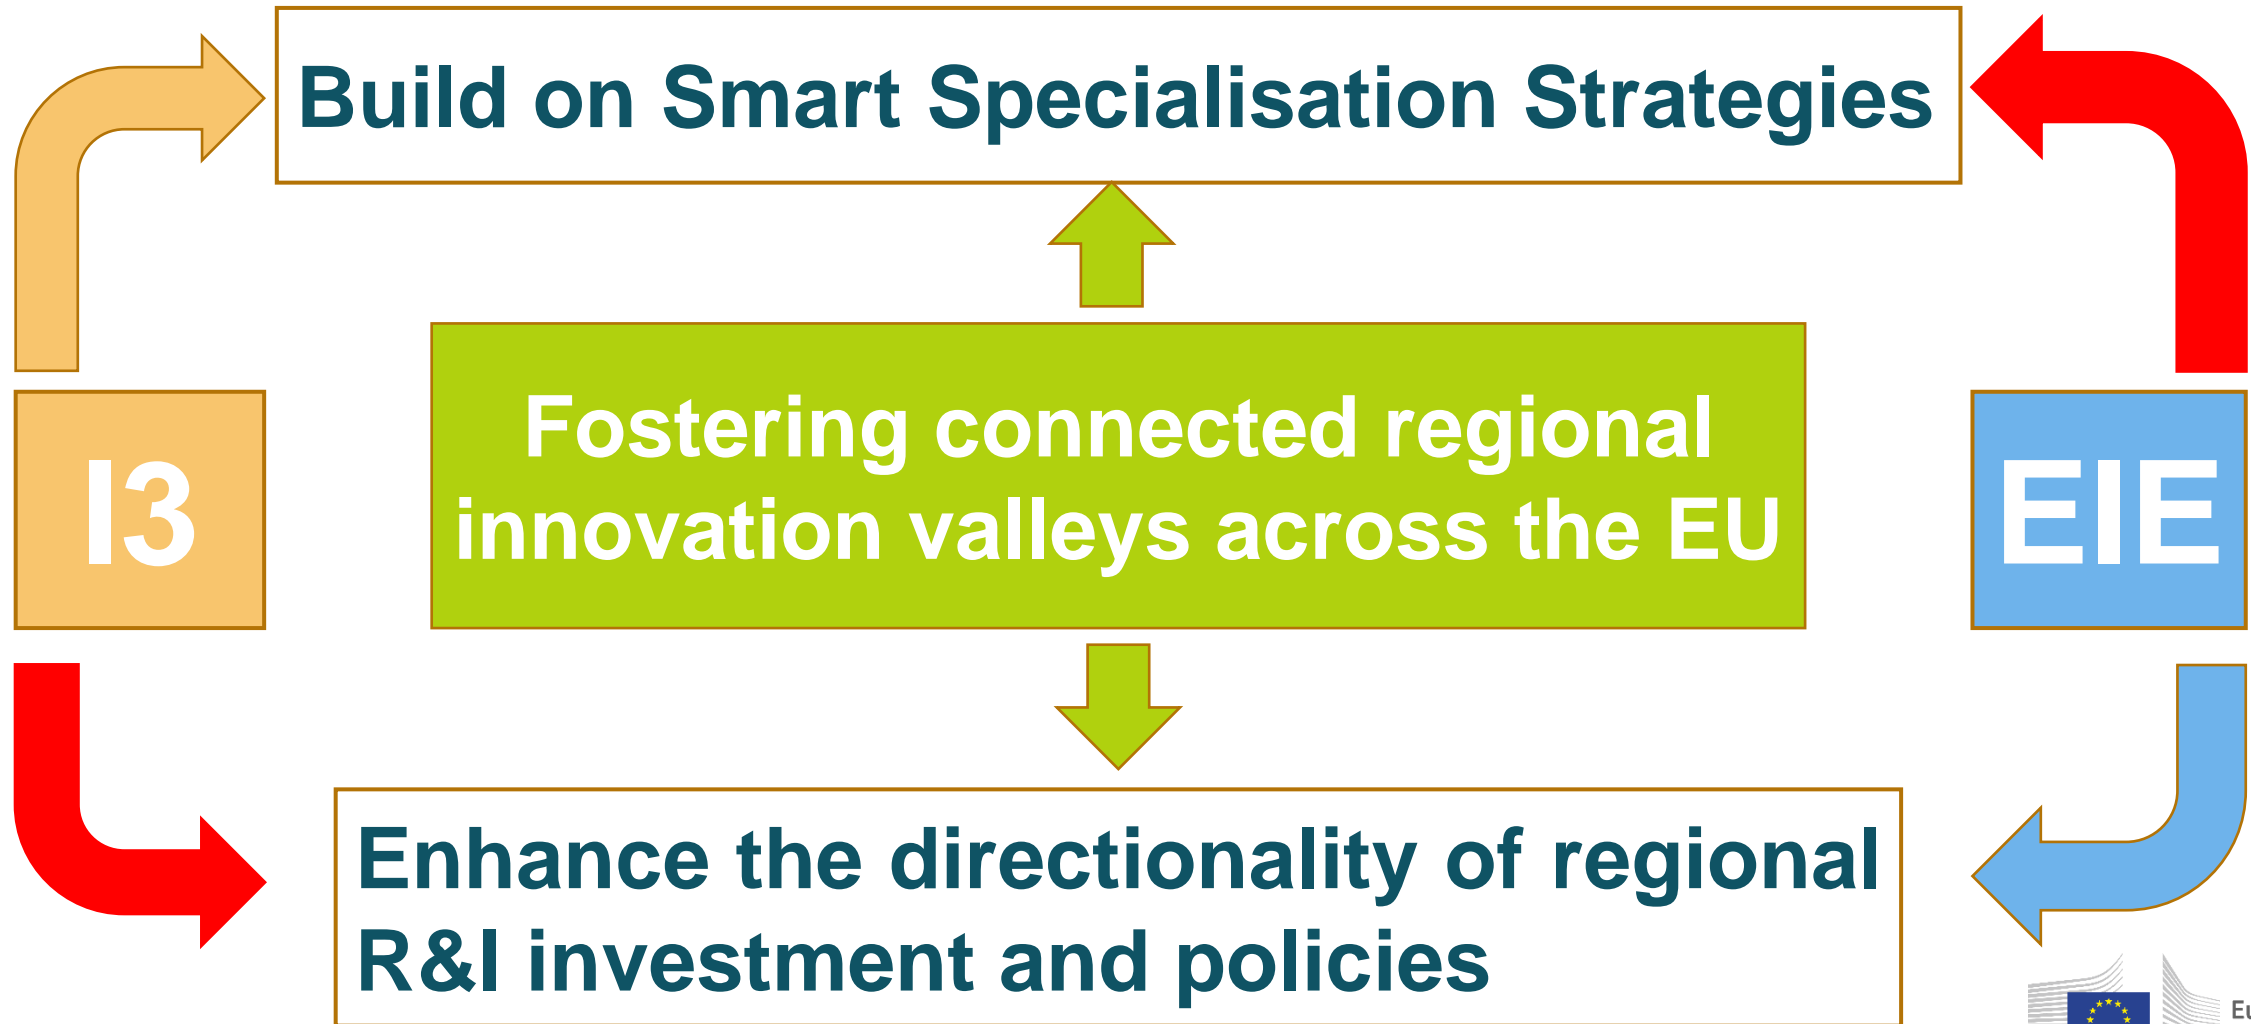 Build on Smart Specialisation Strategies
I3
Fostering connected regional
innovation valleys across the EU
EIE
Enhance the directionality of regional
R&I investment and policies